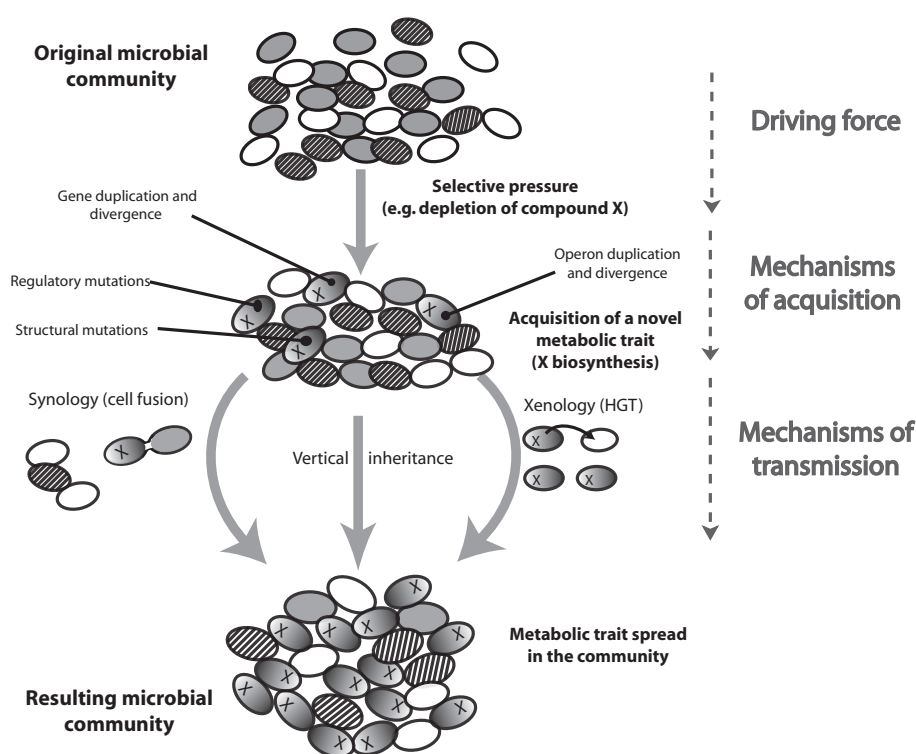 Original microbial
community
Driving force
Selective pressure
(e.g. depletion of compound X)
Gene duplication and
divergence
Operon duplication
and divergence
Regulatory mutations
Structural mutations
X
X
X
X
Mechanisms
of acquisition
Acquisition of a novel
metabolic trait
(X biosynthesis)
Synology (cell fusion)
X
Vertical inheritance
Xenology (HGT)
X
X
X
Mechanisms of
transmission
X
X
X
X
X
X
X
X
X
X
X
X
X
X
Metabolic trait spread
in the community
Resulting microbial
community